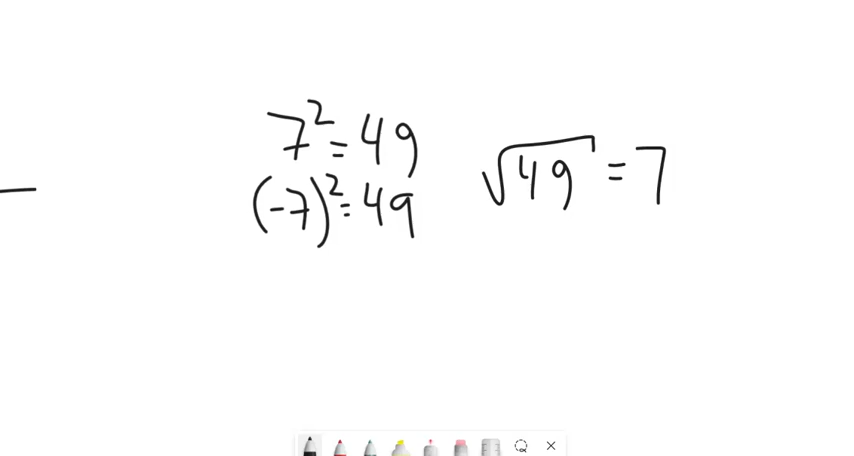 7² = 49
(-7)² = 49
√49 = 7